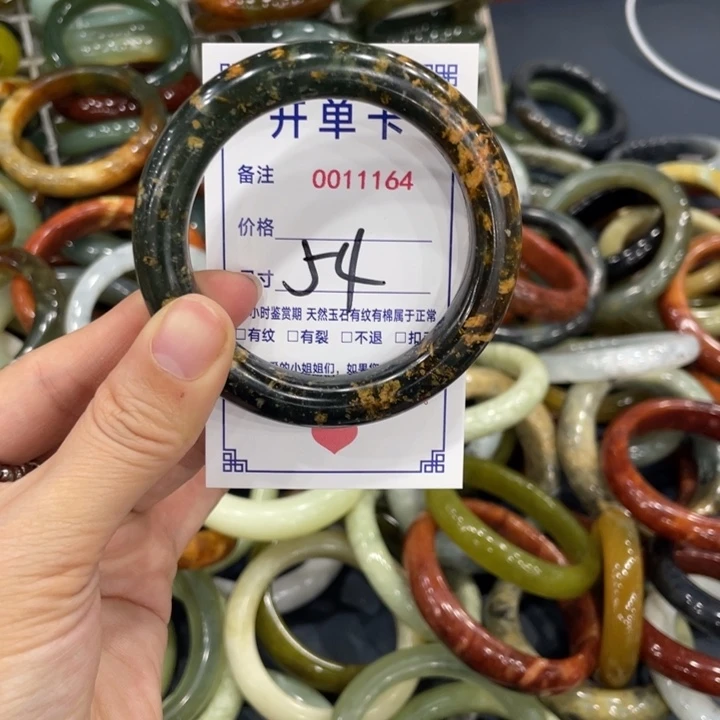 开单卡
备注 0011164
价格
尺寸 54
小时鉴赏期 天然玉石有纹有棉属于正常
□有纹 □有裂 □不退 □扣
的小姐姐们，如果您